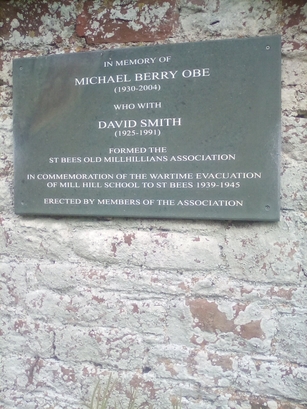 IN MEMORY OF
MICHAEL BERRY OBE
(1930-2004)
WHO WITH
DAVID SMITH
(1925-1991)
FORMED THE
ST BEES OLD MILLHILLIANS ASSOCIATION
IN COMMEMORATION OF THE WARTIME EVACUATION
OF MILL HILL SCHOOL TO ST BEES 1939-1945
ERECTED BY MEMBERS OF THE ASSOCIATION